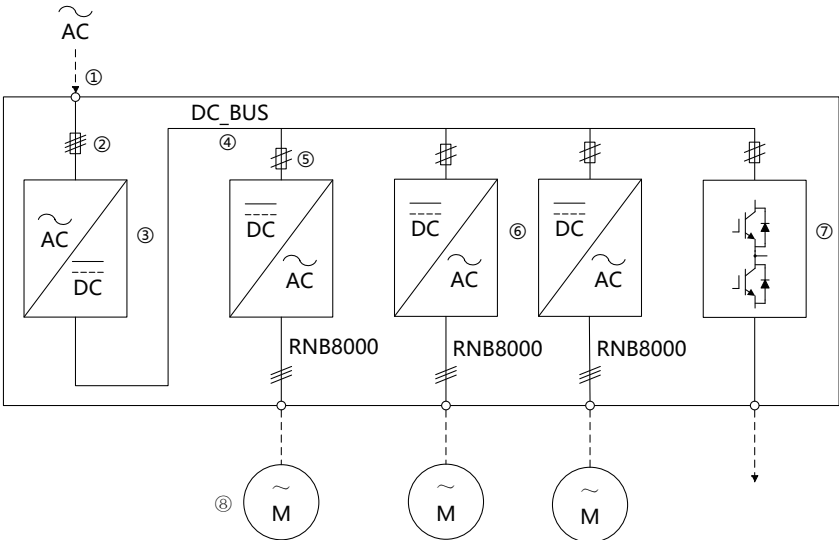 AC
①
DC_BUS
② ④ ⑤
AC
DC
③
DC
AC
DC
AC
⑥
DC
AC
⑦
RNB8000 RNB8000 RNB8000
⑧
M M M